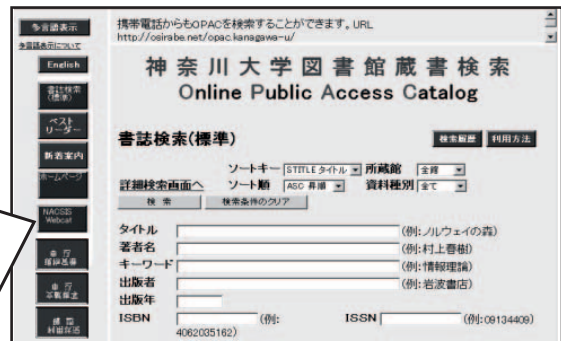 多言語表示
多言語表示について
English
書誌検索
(標準)
ベスト
リーダー
新着案内
ホームページ
NACSIS
Webcat
携帯電話からもOPACを検索することができます。URL
http://osirabe.net/opac.kanagawa-u/
神奈川大学図書館蔵書検索
Online Public Access Catalog
書誌検索(標準)
検索履歴 利用方法
ソートキー STITLE タイトル 所蔵館 全館
詳細検索画面へ ソート順 ASC 昇順 資料種別 全て
検 索 検索条件のクリア
タイトル (例:ノルウェイの森)
著者名 (例:村上春樹)
キーワード (例:情報理論)
出版者 (例:岩波書店)
出版年
ISBN (例: ISSN (例:09134409)
4062035162)